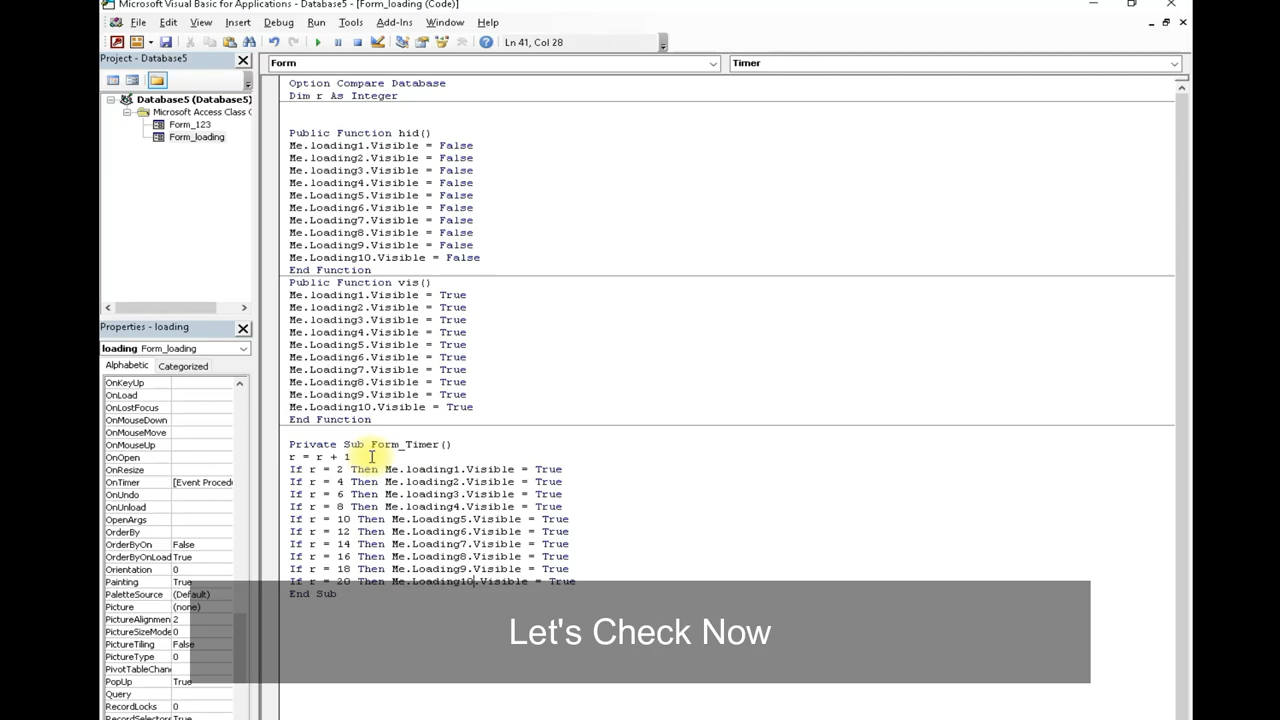 Microsoft Visual Basic for Applications - Database5 - [Form_loading (Code)]
File Edit View Insert Debug Run Tools Add-Ins Window Help
Ln 41, Col 28
Project - Database5
Form
Timer
Database5 (Database5)
Microsoft Access Class O
Form_123
Form_loading
Option Compare Database
Dim r As Integer
Public Function hid()
Me.loading1.Visible = False
Me.loading2.Visible = False
Me.loading3.Visible = False
Me.loading4.Visible = False
Me.Loading5.Visible = False
Me.Loading6.Visible = False
Me.Loading7.Visible = False
Me.Loading8.Visible = False
Me.Loading9.Visible = False
Me.Loading10.Visible = False
End Function
Public Function vis()
Me.loading1.Visible = True
Me.loading2.Visible = True
Me.loading3.Visible = True
Me.loading4.Visible = True
Me.Loading5.Visible = True
Me.Loading6.Visible = True
Me.Loading7.Visible = True
Me.Loading8.Visible = True
Me.Loading9.Visible = True
Me.Loading10.Visible = True
End Function
Private Sub Form_Timer()
r = r + 1
If r = 2 Then Me.loading1.Visible = True
If r = 4 Then Me.loading2.Visible = True
If r = 6 Then Me.loading3.Visible = True
If r = 8 Then Me.loading4.Visible = True
If r = 10 Then Me.Loading5.Visible = True
If r = 12 Then Me.Loading6.Visible = True
If r = 14 Then Me.Loading7.Visible = True
If r = 16 Then Me.Loading8.Visible = True
If r = 18 Then Me.Loading9.Visible = True
If r = 20 Then Me.Loading10.Visible = True
End Sub
Properties - loading
loading Form_loading
Alphabetic Categorized
OnKeyUp
OnLoad
OnLostFocus
OnMouseDown
OnMouseMove
OnMouseUp
OnOpen
OnResize
OnTimer [Event Procedu
OnUndo
OnUnload
OpenArgs
OrderBy
OrderByOn False
OrderByOnLoad True
Orientation 0
Painting True
PaletteSource (Default)
Picture (none)
PictureAlignmen 2
PictureSizeMode 0
PictureTiling False
PictureType 0
PivotTableChan
PopUp True
Query
RecordLocks 0
RecordSelectors True
Let's Check Now